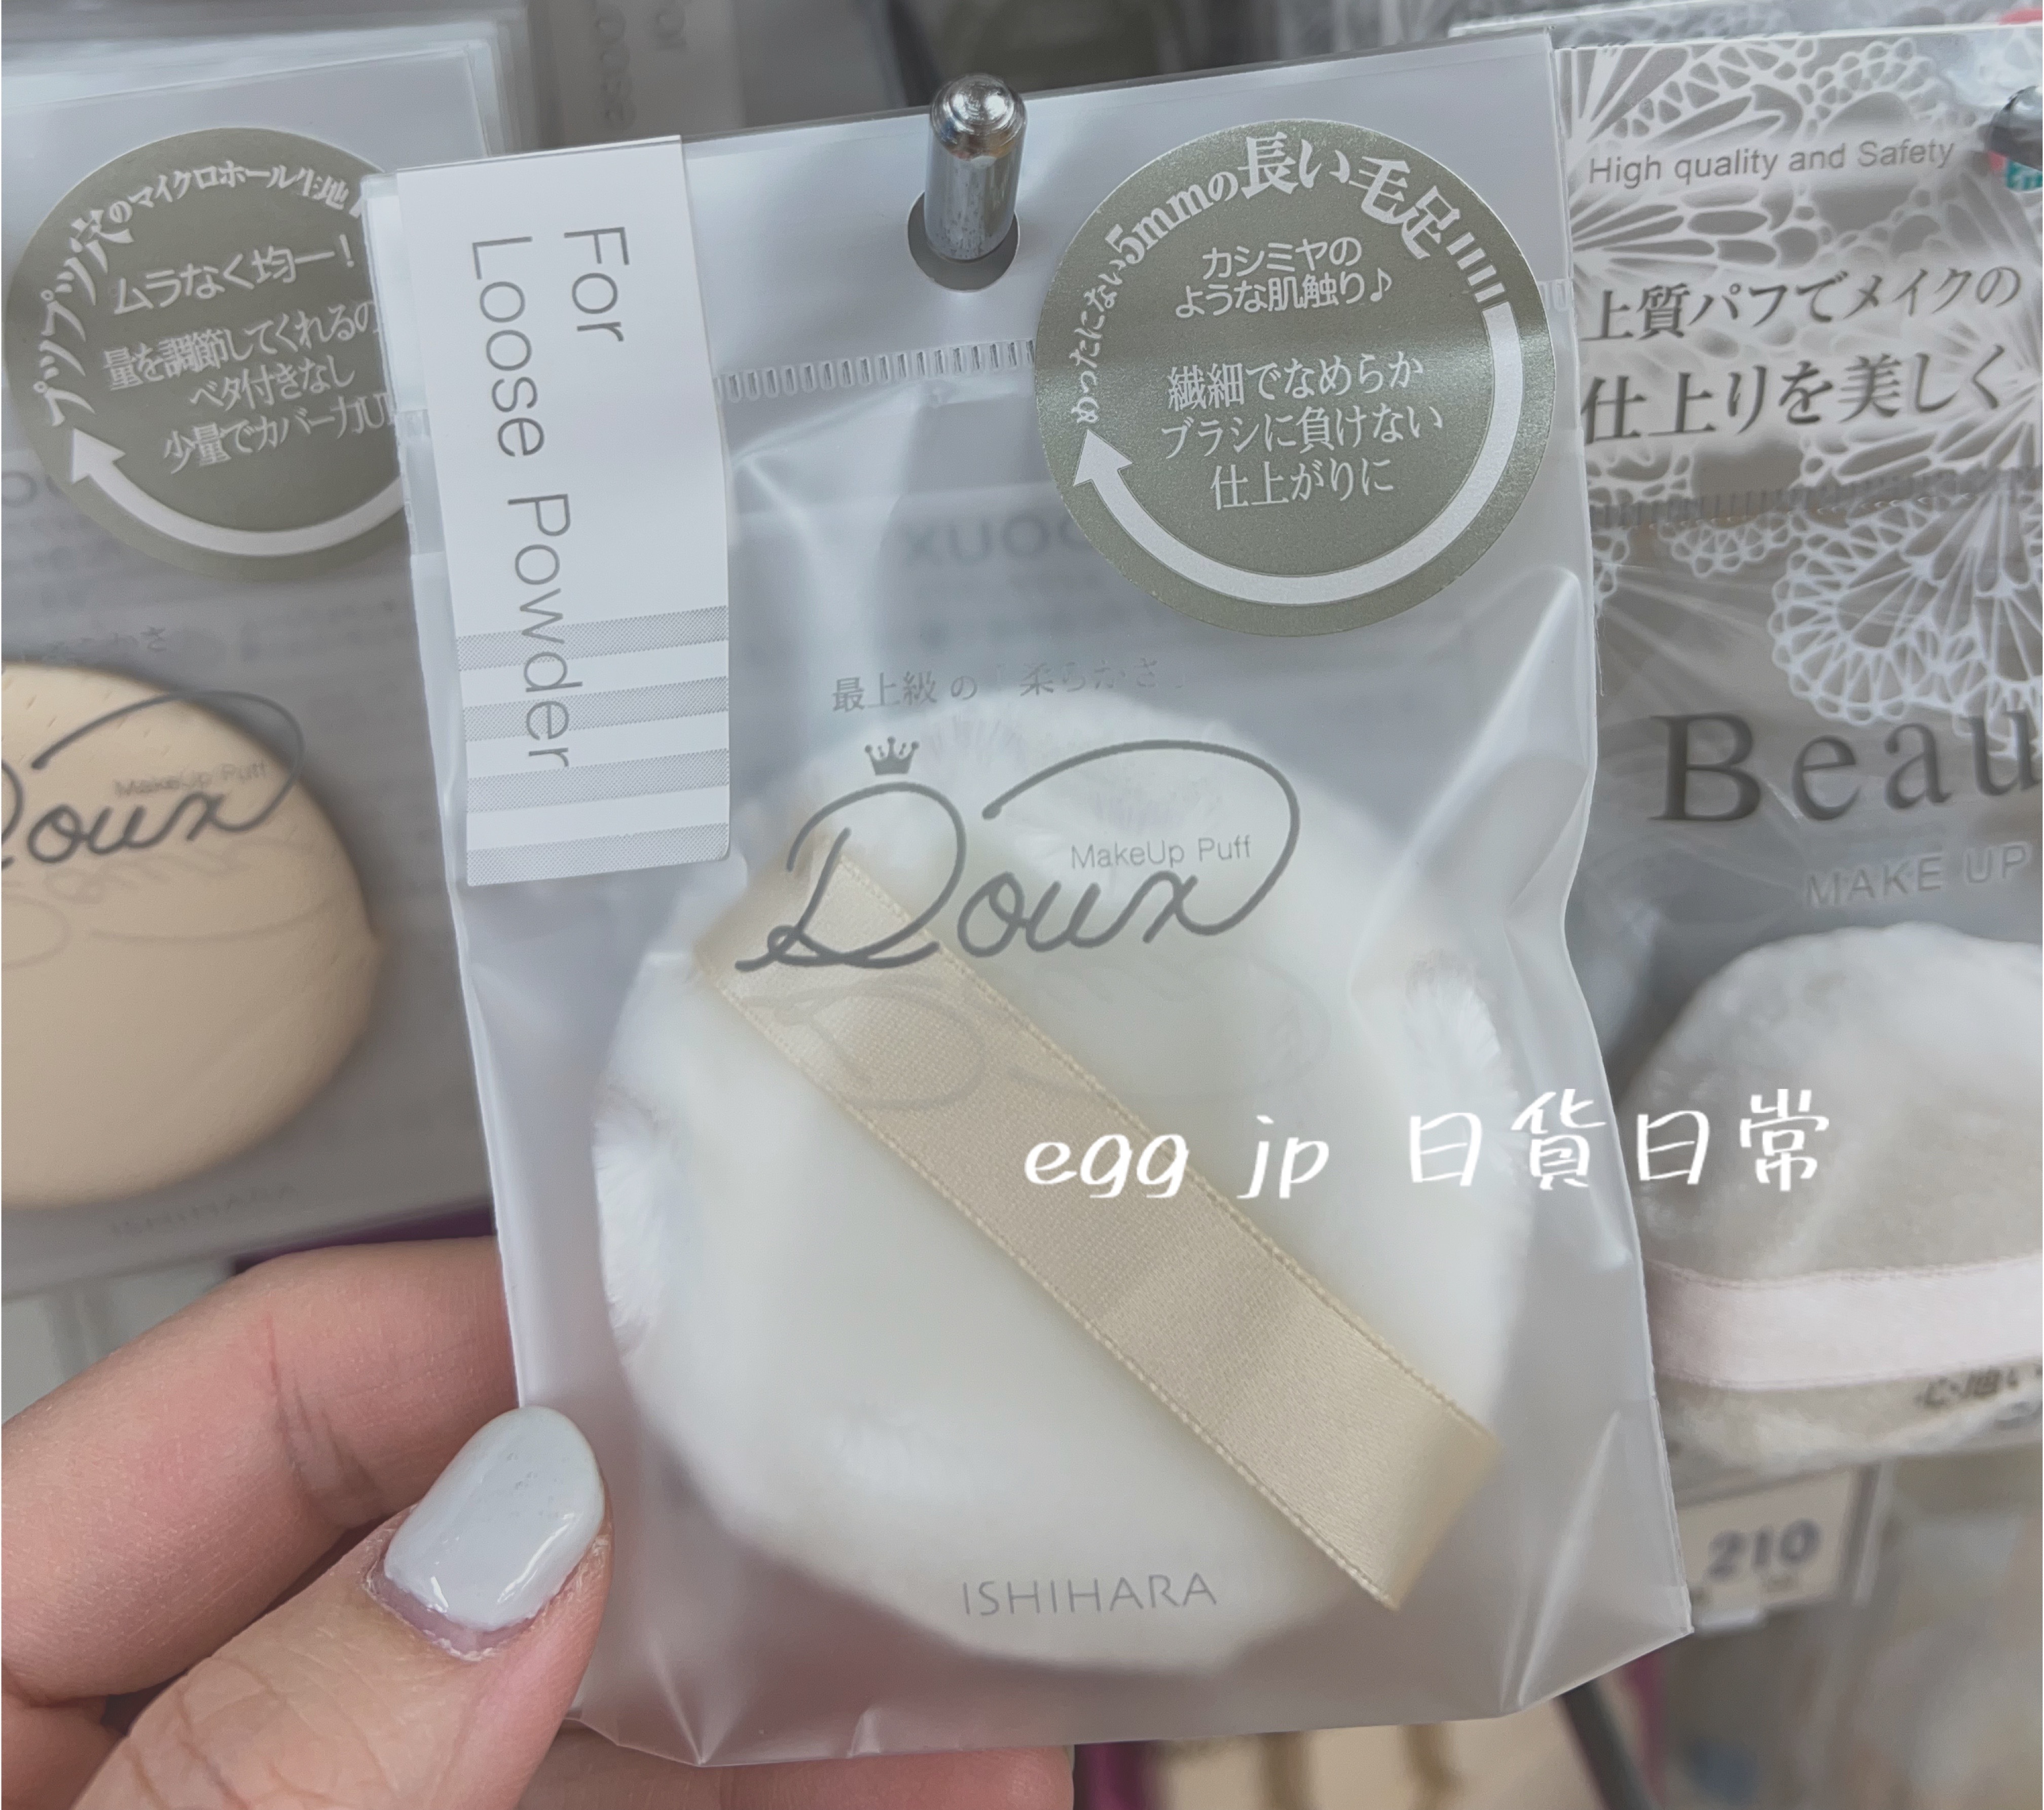 プップツ穴のマイクロホール生地
ムラなく均一!
量を調節してくれるの
ベタ付きなし
少量でカバー力U
MakeUp Puff
Doux
ISHIHARA
For
Loose Powder
めったにない5mmの長い毛足
カシミヤの
ような肌触り♪
繊細でなめらか
ブラシに負けない
仕上がりに
最上級の「柔らかさ」
MakeUp Puff
Doux
ISHIHARA
High quality and Safety
上質パフでメイクの
仕上りを美しく
Beau
MAKE UP
210
egg jp 日貨日常